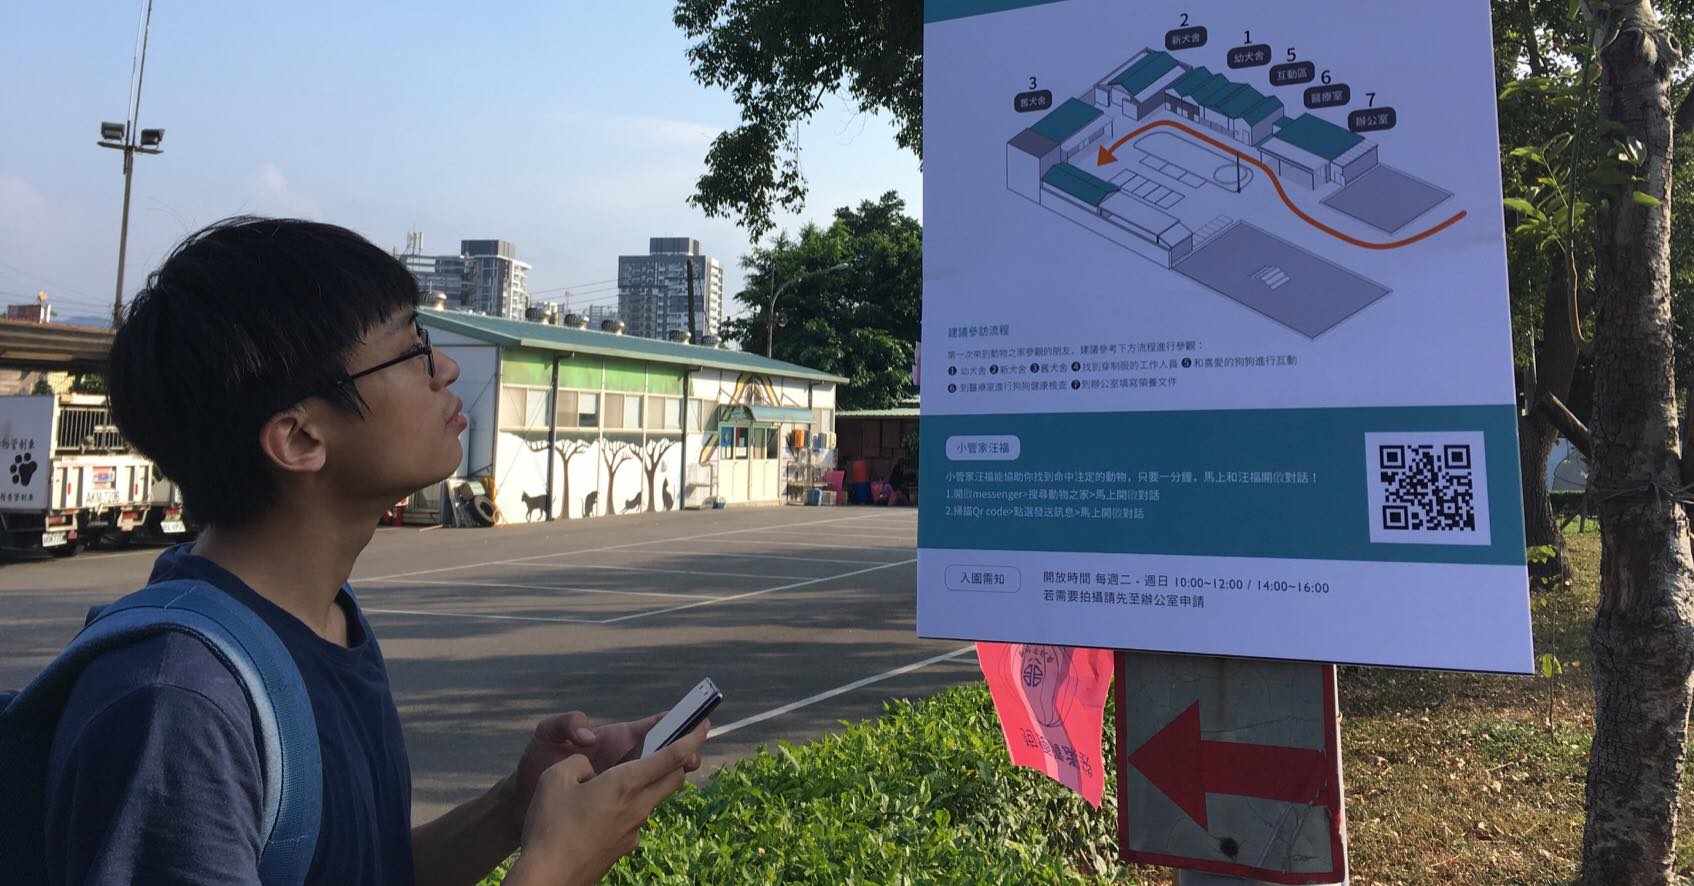 2
新犬舍
1
幼犬舍
5
互動區
6
醫療室
7
辦公室
3
舊犬舍
建議參訪流程
第一次來到動物之家參觀的朋友，建議參考下方流程進行參觀：
❶ 幼犬舍 ❷ 新犬舍 ❸ 舊犬舍 ❹ 找到穿制服的工作人員 ❺ 和喜愛的狗狗進行互動
❻ 到醫療室進行狗狗健康檢查 ❼ 到辦公室填寫領養文件
小管家汪福
小管家汪福能協助你找到命中注定的動物，只要一分鐘，馬上和汪福開啟對話！
1.開啟messenger>搜尋動物之家>馬上開啟對話
2.掃描Qr code>點選發送訊息>馬上開啟對話
入園需知
開放時間 每週二 - 週日 10:00~12:00 / 14:00~16:00
若需要拍攝請先至辦公室申請
物管制車